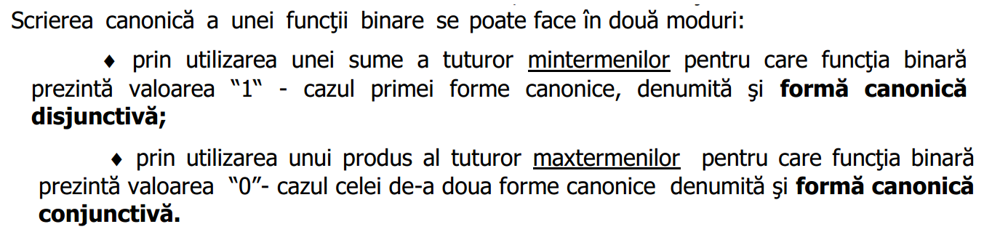 Scrierea canonică a unei funcţii binare se poate face în două moduri:
♦ prin utilizarea unei sume a tuturor mintermenilor pentru care funcţia binară
prezintă valoarea “1“ - cazul primei forme canonice, denumită şi formă canonică
disjunctivă;
♦ prin utilizarea unui produs al tuturor maxtermenilor pentru care funcţia binară
prezintă valoarea “0”- cazul celei de-a doua forme canonice denumită şi formă canonică
conjunctivă.